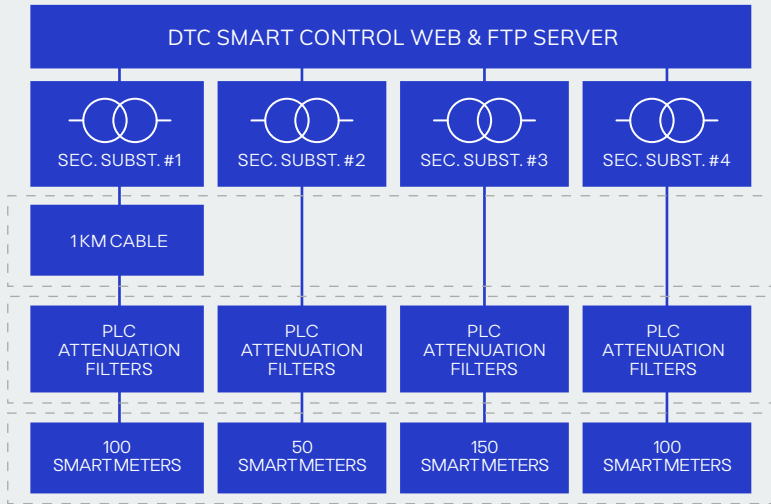 DTC SMART CONTROL WEB & FTP SERVER
SEC. SUBST. #1
SEC. SUBST. #2
SEC. SUBST. #3
SEC. SUBST. #4
1 KM CABLE
PLC
ATTENUATION
FILTERS
PLC
ATTENUATION
FILTERS
PLC
ATTENUATION
FILTERS
PLC
ATTENUATION
FILTERS
100
SMART METERS
50
SMART METERS
150
SMART METERS
100
SMART METERS